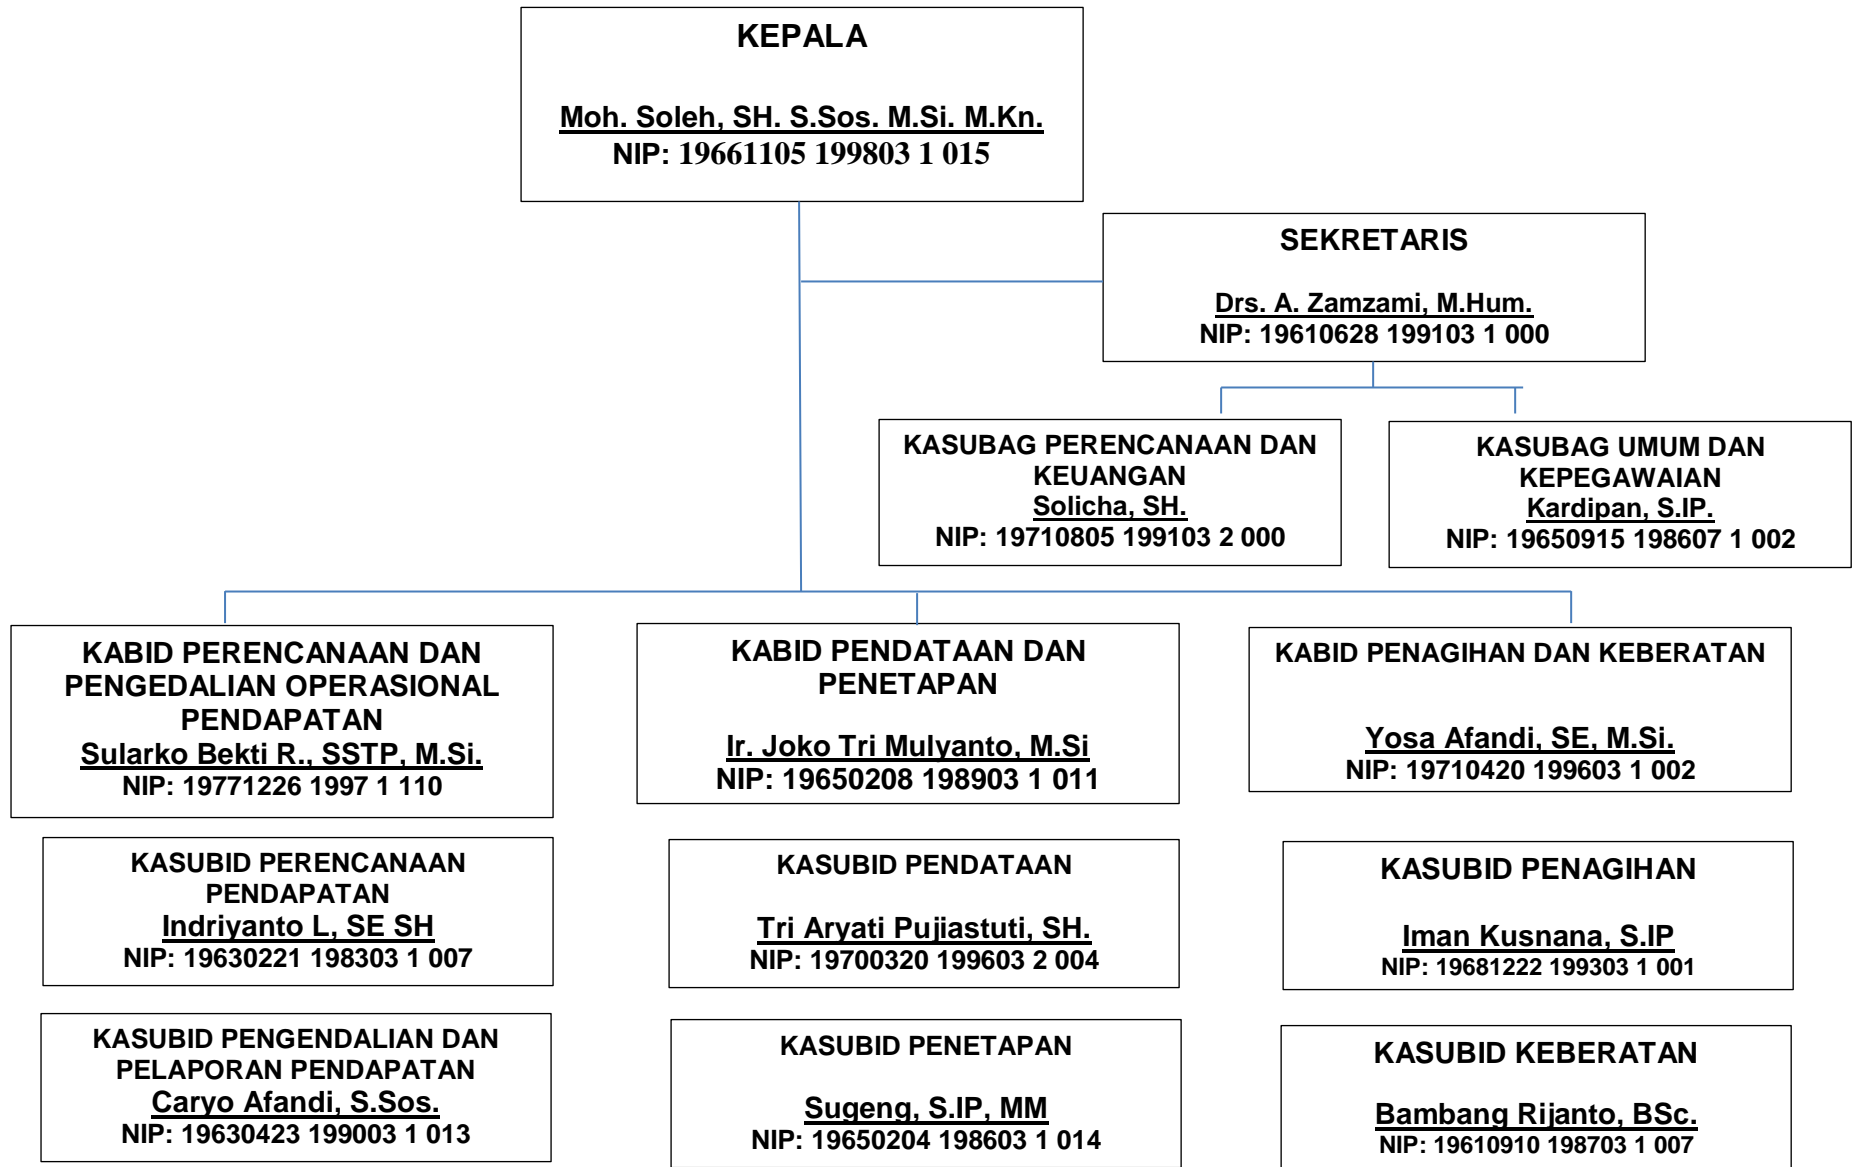 KEPALA
Moh. Soleh, SH. S.Sos. M.Si. M.Kn.
NIP: 19661105 199803 1 015
SEKRETARIS
Drs. A. Zamzami, M.Hum.
NIP: 19610628 199103 1 000
KASUBAG PERENCANAAN DAN
KEUANGAN
Solicha, SH.
NIP: 19710805 199103 2 000
KASUBAG UMUM DAN
KEPEGAWAIAN
Kardipan, S.IP.
NIP: 19650915 198607 1 002
KABID PERENCANAAN DAN
PENGEDALIAN OPERASIONAL
PENDAPATAN
Sularko Bekti R., SSTP, M.Si.
NIP: 19771226 1997 1 110
KABID PENDATAAN DAN
PENETAPAN
Ir. Joko Tri Mulyanto, M.Si
NIP: 19650208 198903 1 011
KABID PENAGIHAN DAN KEBERATAN
Yosa Afandi, SE, M.Si.
NIP: 19710420 199603 1 002
KASUBID PERENCANAAN
PENDAPATAN
Indriyanto L, SE SH
NIP: 19630221 198303 1 007
KASUBID PENDATAAN
Tri Aryati Pujiastuti, SH.
NIP: 19700320 199603 2 004
KASUBID PENAGIHAN
Iman Kusnana, S.IP
NIP: 19681222 199303 1 001
KASUBID PENGENDALIAN DAN
PELAPORAN PENDAPATAN
Caryo Afandi, S.Sos.
NIP: 19630423 199003 1 013
KASUBID PENETAPAN
Sugeng, S.IP, MM
NIP: 19650204 198603 1 014
KASUBID KEBERATAN
Bambang Rijanto, BSc.
NIP: 19610910 198703 1 007